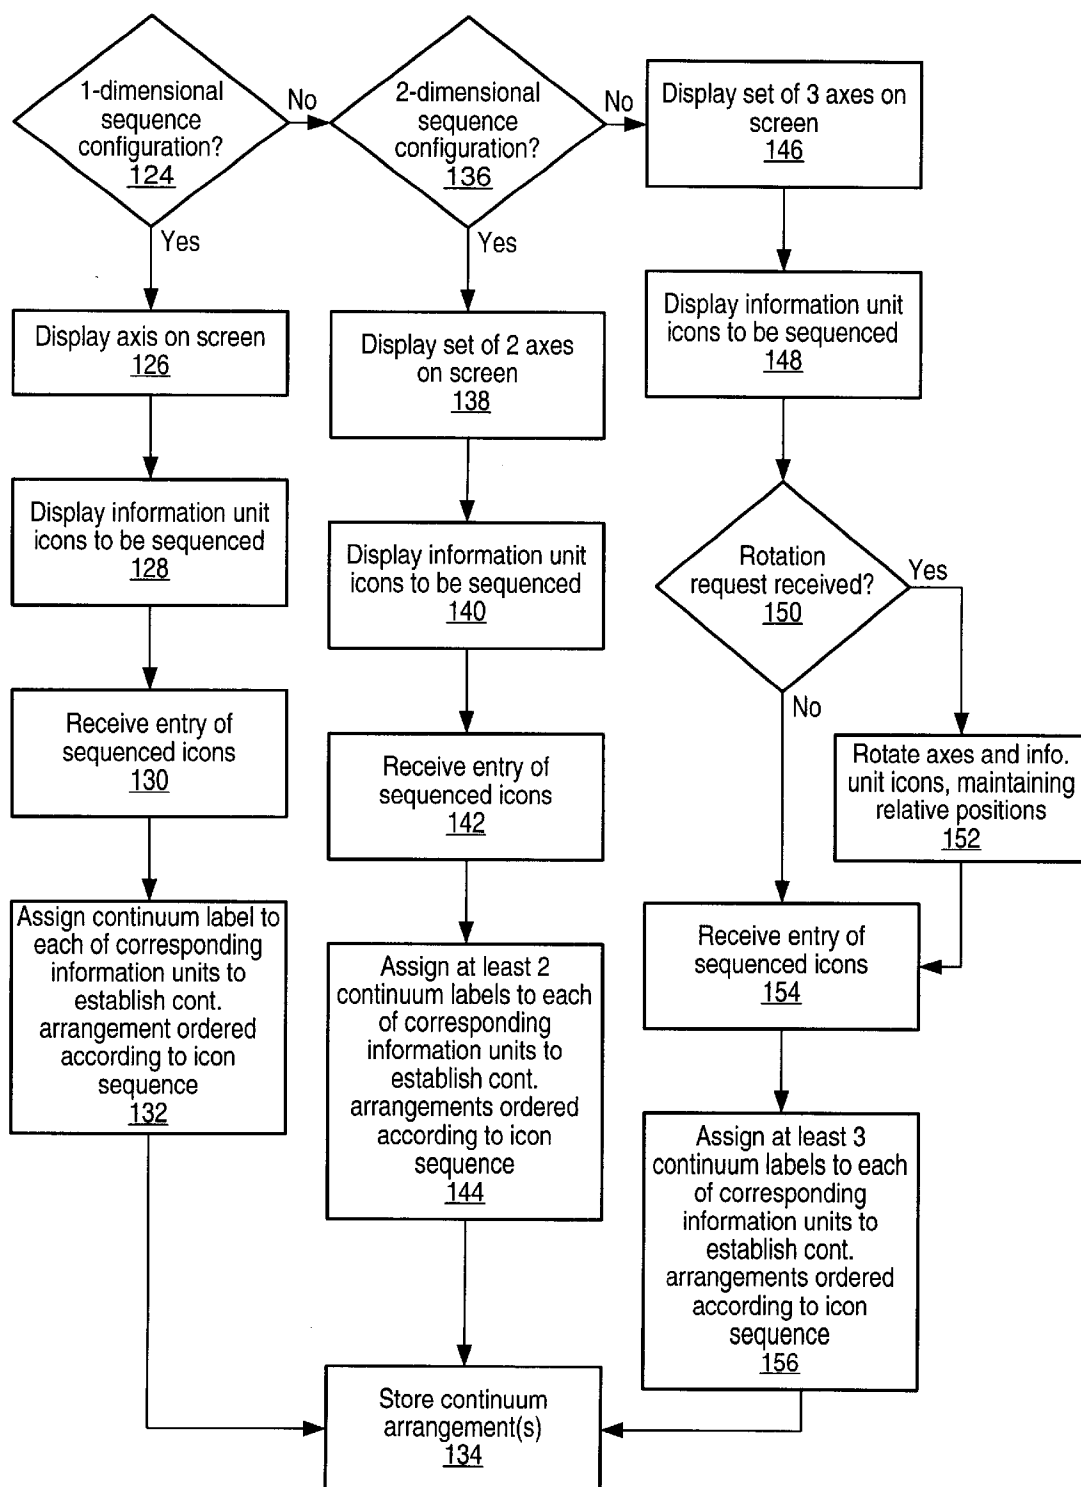 1-dimensional
sequence
configuration?
124
No
Yes
Display axis on screen
126
Display information unit
icons to be sequenced
128
Receive entry of
sequenced icons
130
Assign continuum label to
each of corresponding
information units to
establish cont.
arrangement ordered
according to icon
sequence
132
2-dimensional
sequence
configuration?
136
No
Yes
Display set of 2 axes
on screen
138
Display information unit
icons to be sequenced
140
Receive entry of
sequenced icons
142
Assign at least 2
continuum labels to each
of corresponding
information units to
establish cont.
arrangements ordered
according to icon
sequence
144
Display set of 3 axes on
screen
146
Display information unit
icons to be sequenced
148
Rotation
request received?
150
Yes
No
Rotate axes and info.
unit icons, maintaining
relative positions
152
Receive entry of
sequenced icons
154
Assign at least 3
continuum labels to each
of corresponding
information units to
establish cont.
arrangements ordered
according to icon
sequence
156
Store continuum
arrangement(s)
134